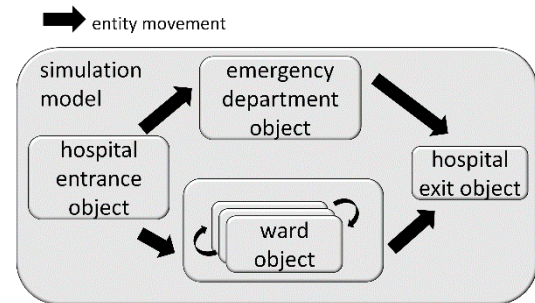 entity movement
simulation
model
emergency
department
object
hospital
entrance
object
hospital
exit object
ward
object